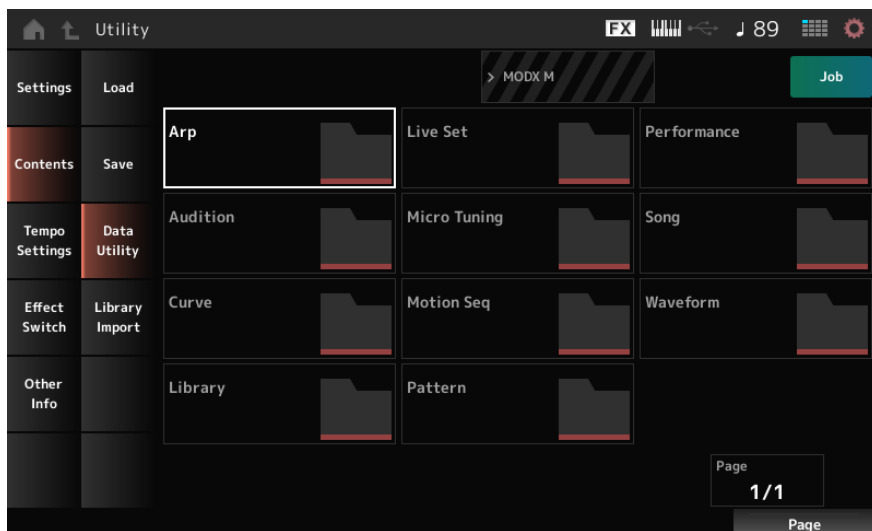 Utility
FX
♩ 89
Settings
Load
> MODX M
Job
Contents
Save
Arp
Live Set
Performance
Tempo
Settings
Data
Utility
Audition
Micro Tuning
Song
Effect
Switch
Library
Import
Curve
Motion Seq
Waveform
Other
Info
Library
Pattern
Page
1/1
Page